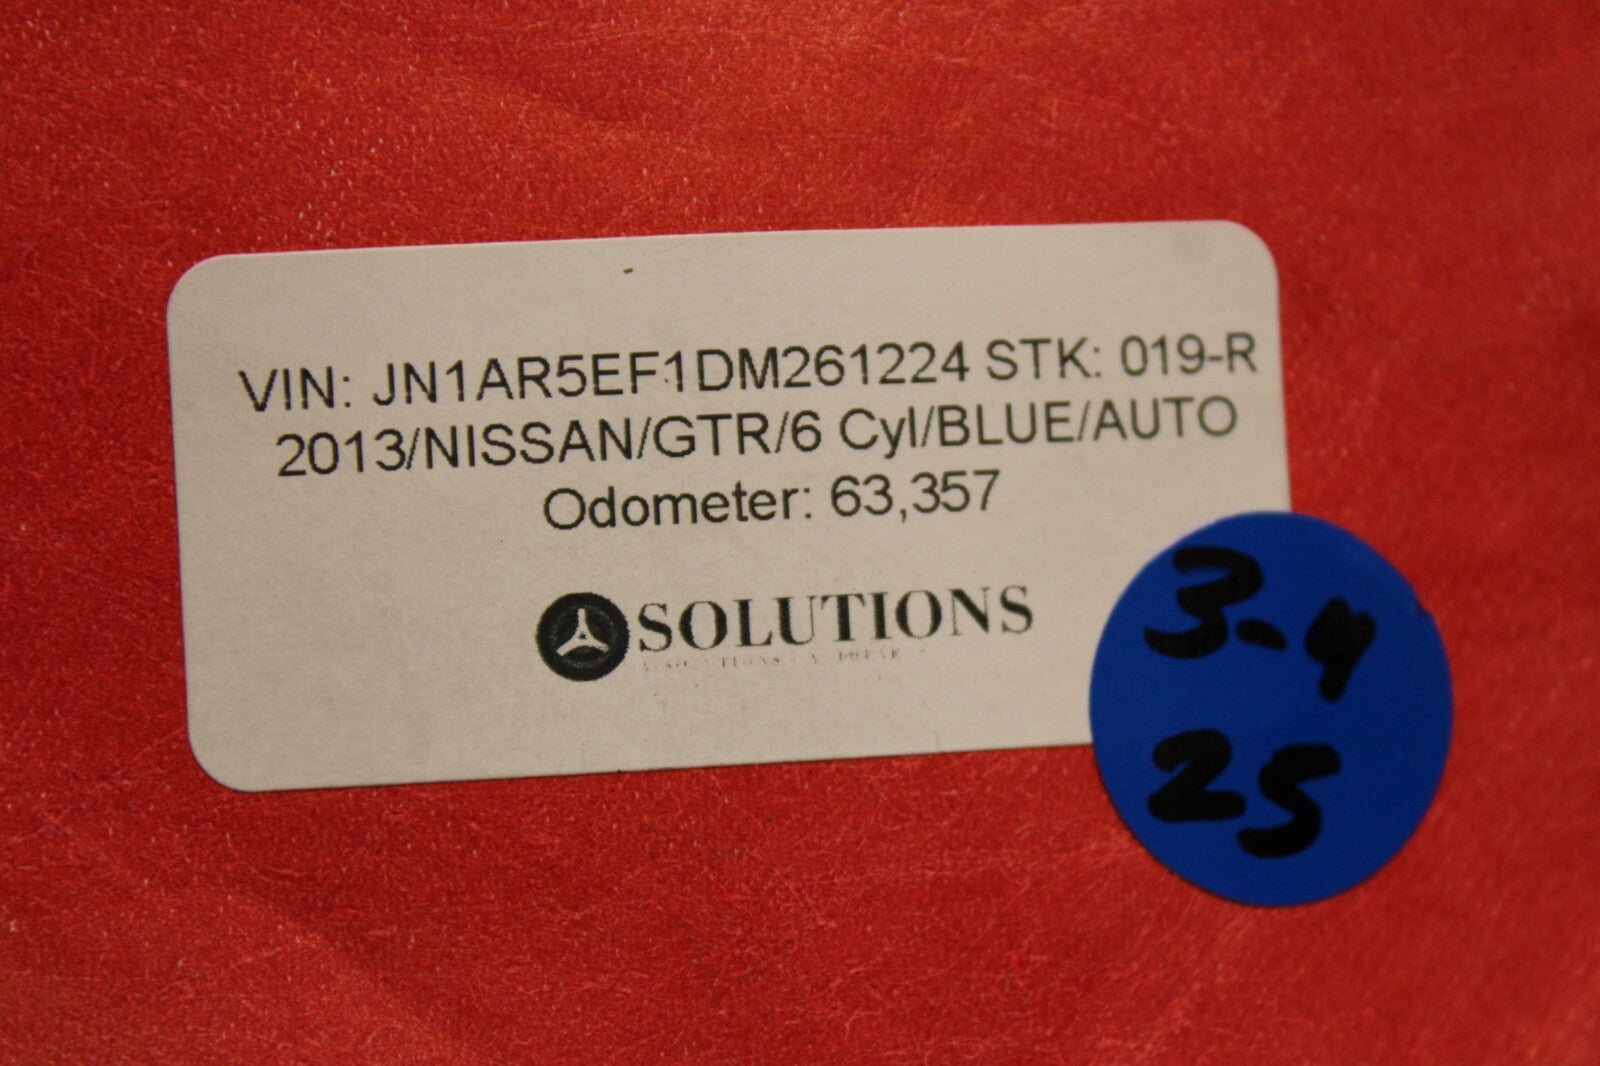 VIN: JN1AR5EF1DM261224 STK: 019-R
2013/NISSAN/GTR/6 Cyl/BLUE/AUTO
Odometer: 63,357
SOLUTIONS
3-4
25